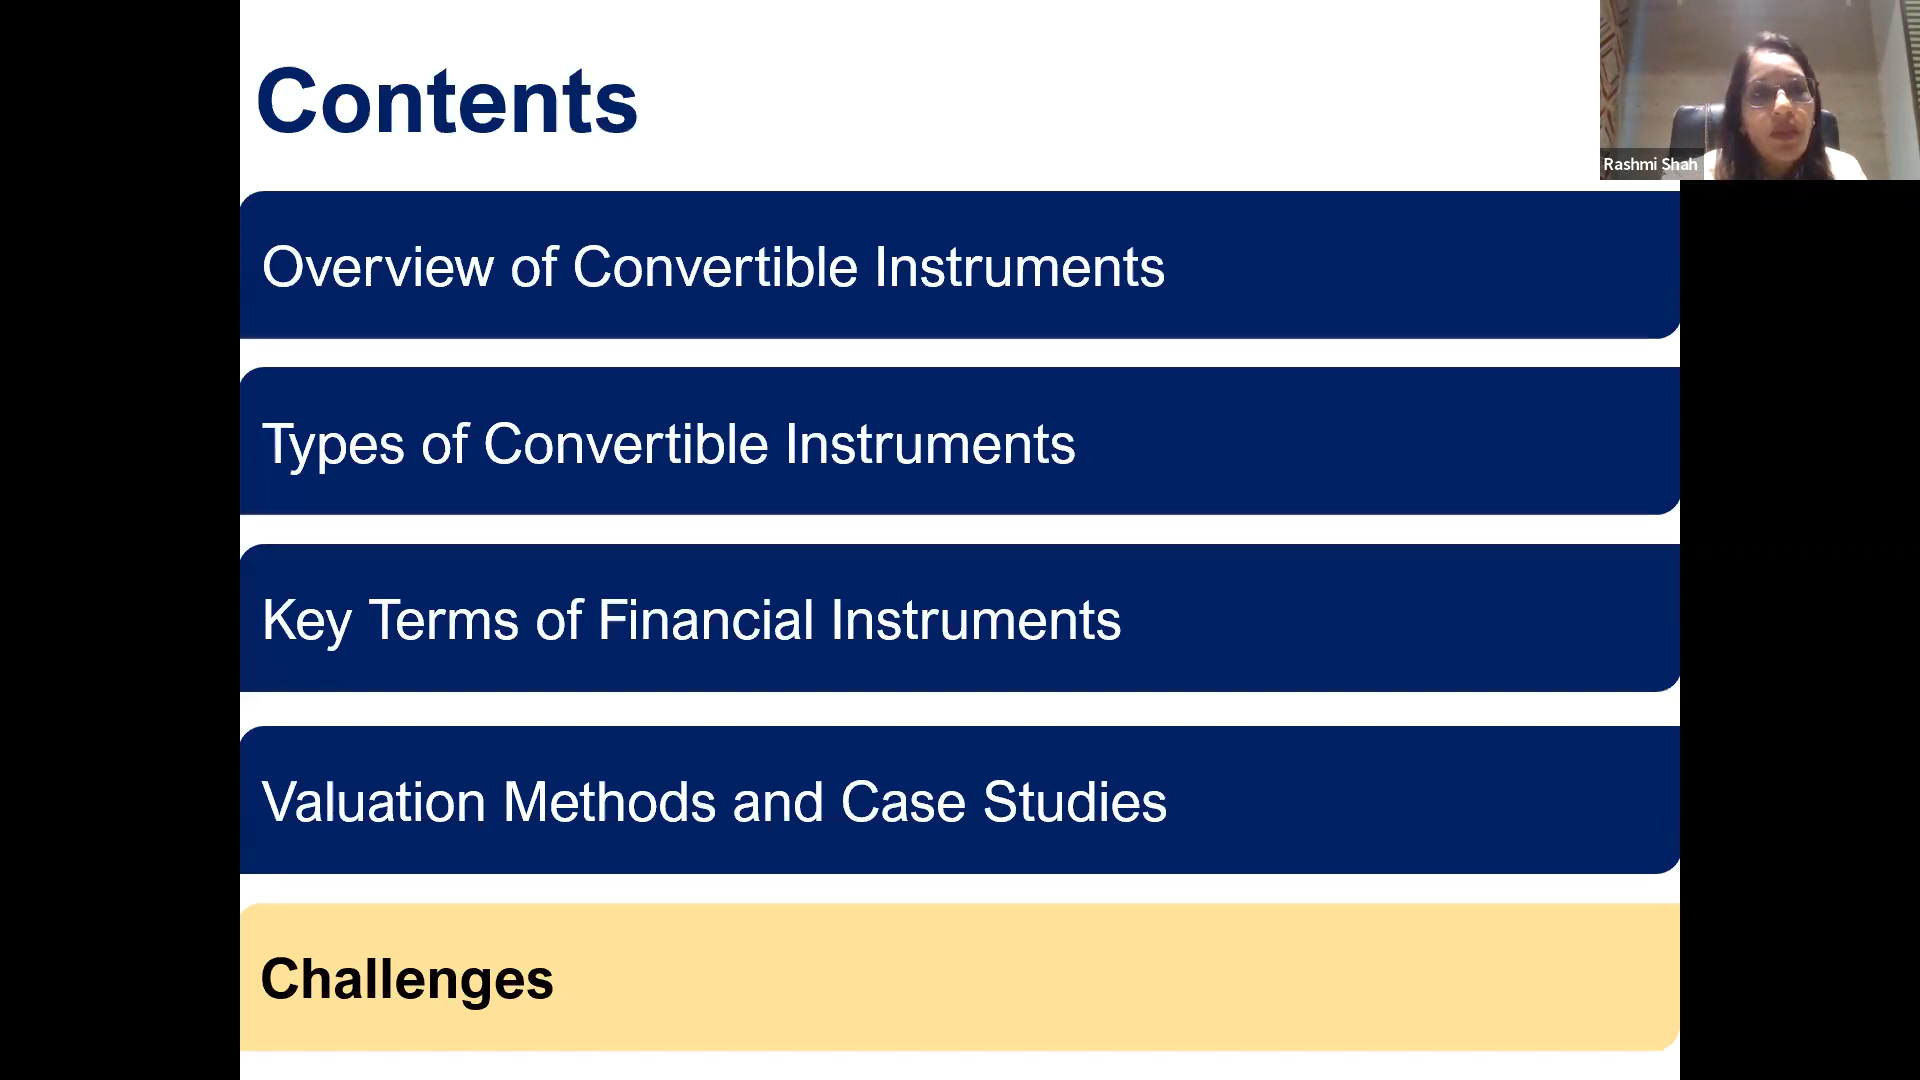 Contents
Rashmi Shah
Overview of Convertible Instruments
Types of Convertible Instruments
Key Terms of Financial Instruments
Valuation Methods and Case Studies
Challenges